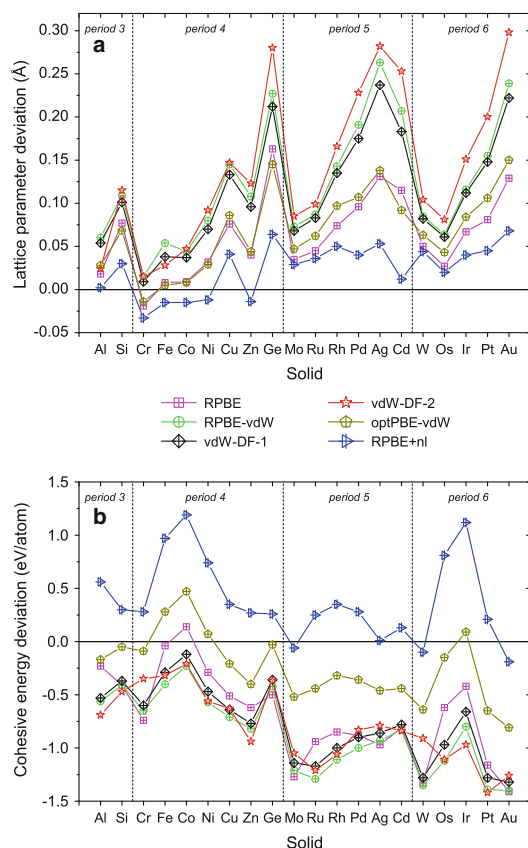 a
period 3 period 4 period 5 period 6
Lattice parameter deviation (Å)
0.30
0.25
0.20
0.15
0.10
0.05
0.00
-0.05
Al Si Cr Fe Co Ni Cu Zn Ge Mo Ru Rh Pd Ag Cd W Os Ir Pt Au
Solid
RPBE vdW-DF-2
RPBE-vdW optPBE-vdW
vdW-DF-1 RPBE+nl
b
period 3 period 4 period 5 period 6
Cohesive energy deviation (eV/atom)
1.5
1.0
0.5
0.0
-0.5
-1.0
-1.5
Al Si Cr Fe Co Ni Cu Zn Ge Mo Ru Rh Pd Ag Cd W Os Ir Pt Au
Solid